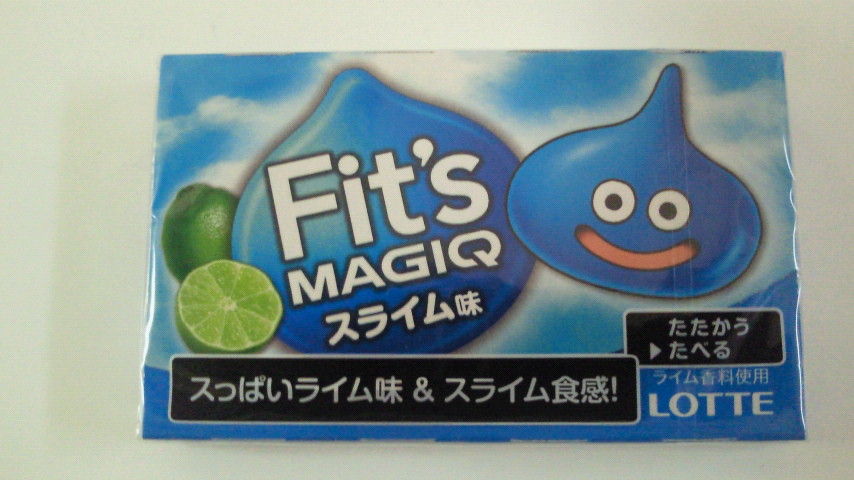 Fit's
MAGIQ
スライム味
たたかう
▶たべる
スっぱいライム味 & スライム食感!
ライム香料使用
LOTTE